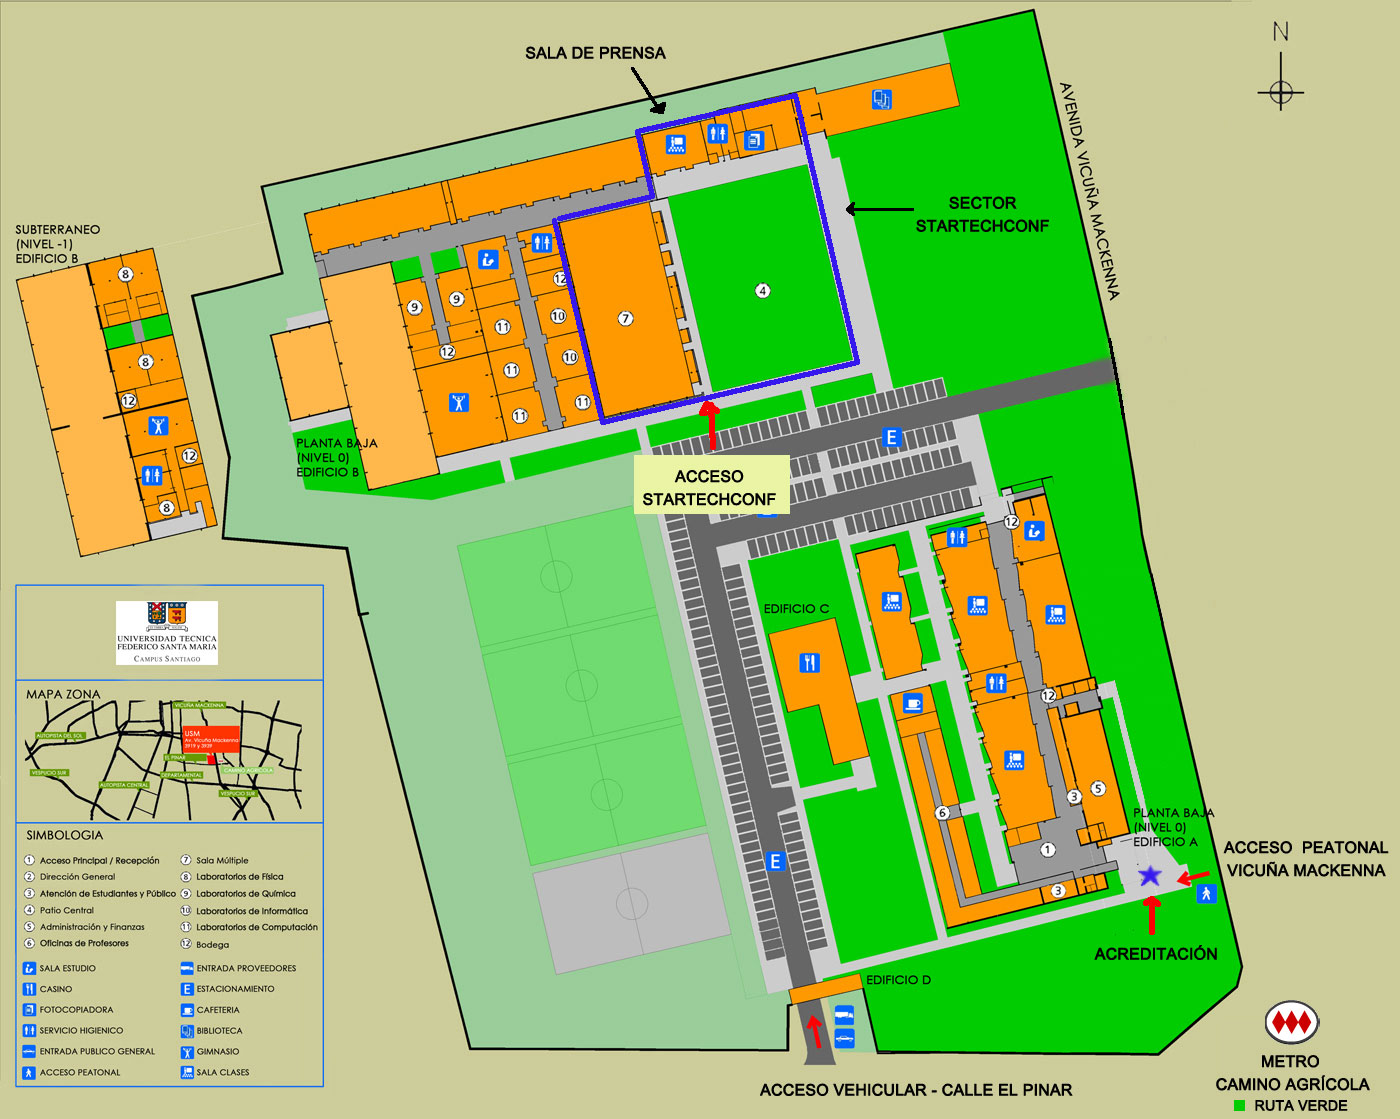 SALA DE PRENSA
N
AVENIDA VICUÑA MACKENNA
SECTOR
STARTECHCONF
SUBTERRANEO
(NIVEL -1)
EDIFICIO B
8
8
12
12
8
9
9
12
11
11
11
12
10
10
11
7
4
PLANTA BAJA
(NIVEL 0)
EDIFICIO B
ACCESO
STARTECHCONF
E
12
EDIFICIO C
12
6
3
5
1
3
E
PLANTA BAJA
(NIVEL 0)
EDIFICIO A
ACCESO PEATONAL
VICUÑA MACKENNA
ACREDITACIÓN
EDIFICIO D
ACCESO VEHICULAR - CALLE EL PINAR
METRO
CAMINO AGRÍCOLA
RUTA VERDE
UNIVERSIDAD TECNICA
FEDERICO SANTA MARIA
CAMPUS SANTIAGO
MAPA ZONA
VICUÑA MACKENNA
AUTOPISTA DEL SOL
USM
Av. Vicuña Mackenna
3919 y 3939
EL PINAR
CAMINO AGRICOLA
VESPUCIO SUR
DEPARTAMENTAL
AUTOPISTA CENTRAL
VESPUCIO SUR
SIMBOLOGIA
1 Acceso Principal / Recepción
2 Dirección General
3 Atención de Estudiantes y Público
4 Patio Central
5 Administración y Finanzas
6 Oficinas de Profesores
7 Sala Múltiple
8 Laboratorios de Física
9 Laboratorios de Química
10 Laboratorios de Informática
11 Laboratorios de Computación
12 Bodega
SALA ESTUDIO
CASINO
FOTOCOPIADORA
SERVICIO HIGIENICO
ENTRADA PUBLICO GENERAL
ACCESO PEATONAL
ENTRADA PROVEEDORES
E ESTACIONAMIENTO
CAFETERIA
BIBLIOTECA
GIMNASIO
SALA CLASES